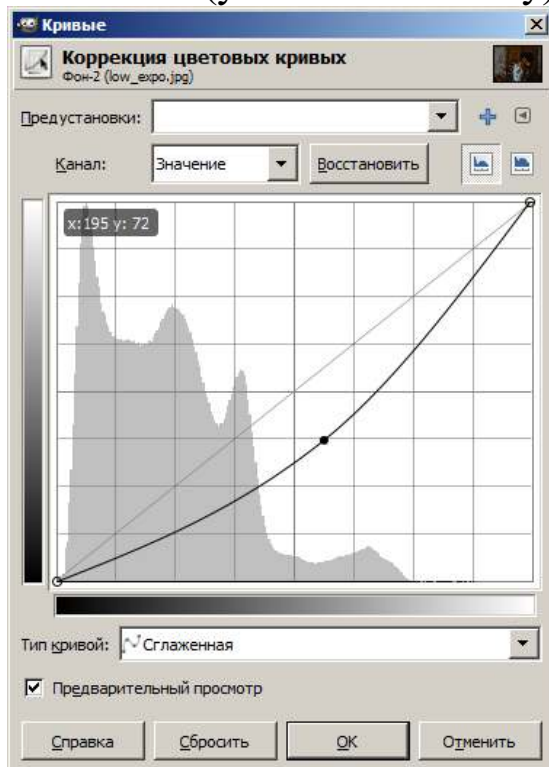 Кривые
Коррекция цветовых кривых
Фон-2 (low_expo.jpg)
Предустановки:
Канал: Значение Восстановить
x:195 y: 72
Тип кривой: Сглаженная
Предварительный просмотр
Справка Сбросить OK Отменить